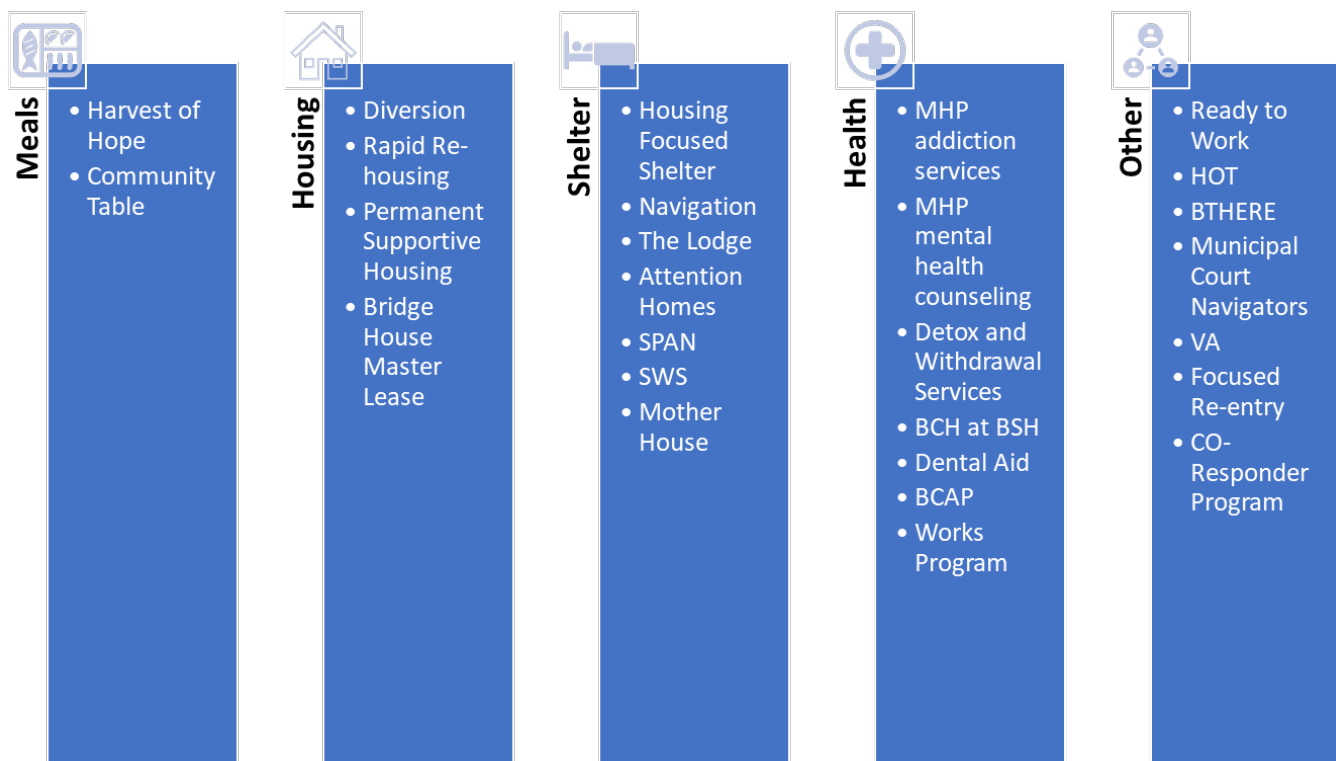 Meals
• Harvest of
Hope
• Community
Table
Housing
• Diversion
• Rapid Re-
housing
• Permanent
Supportive
Housing
• Bridge
House
Master
Lease
Shelter
• Housing
Focused
Shelter
• Navigation
• The Lodge
• Attention
Homes
• SPAN
• SWS
• Mother
House
Health
• MHP
addiction
services
• MHP
mental
health
counseling
• Detox and
Withdrawal
Services
• BCH at BSH
• Dental Aid
• BCAP
• Works
Program
Other
• Ready to
Work
• HOT
• BTHERE
• Municipal
Court
Navigators
• VA
• Focused
Re-entry
• CO-
Responder
Program